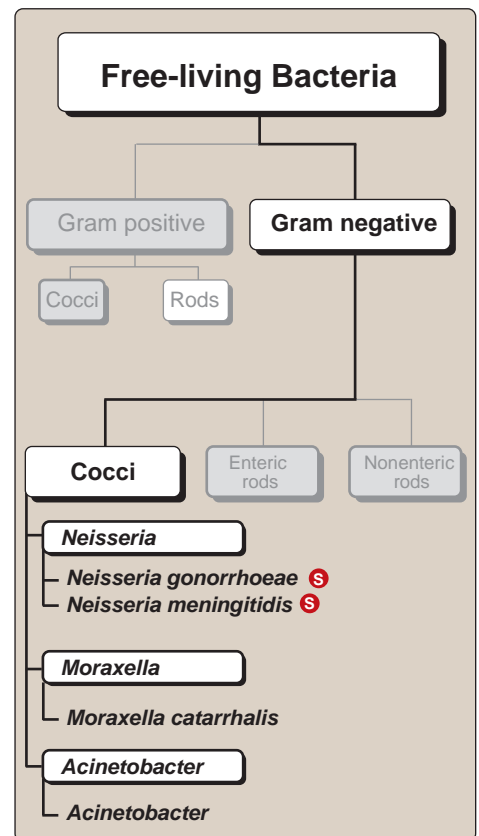 Free-living Bacteria
Gram positive
Gram negative
Cocci
Rods
Cocci
Enteric
rods
Nonenteric
rods
Neisseria
Neisseria gonorrhoeae S
Neisseria meningitidis S
Moraxella
Moraxella catarrhalis
Acinetobacter
Acinetobacter